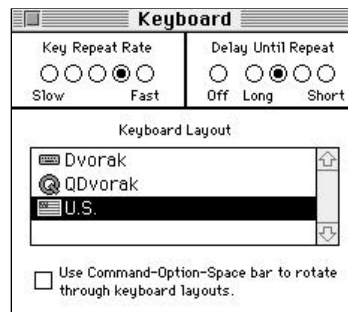 Keyboard
Key Repeat Rate
Slow Fast
Delay Until Repeat
Off Long Short
Keyboard Layout
Dvorak
QDvorak
U.S.
Use Command-Option-Space bar to rotate
through keyboard layouts.